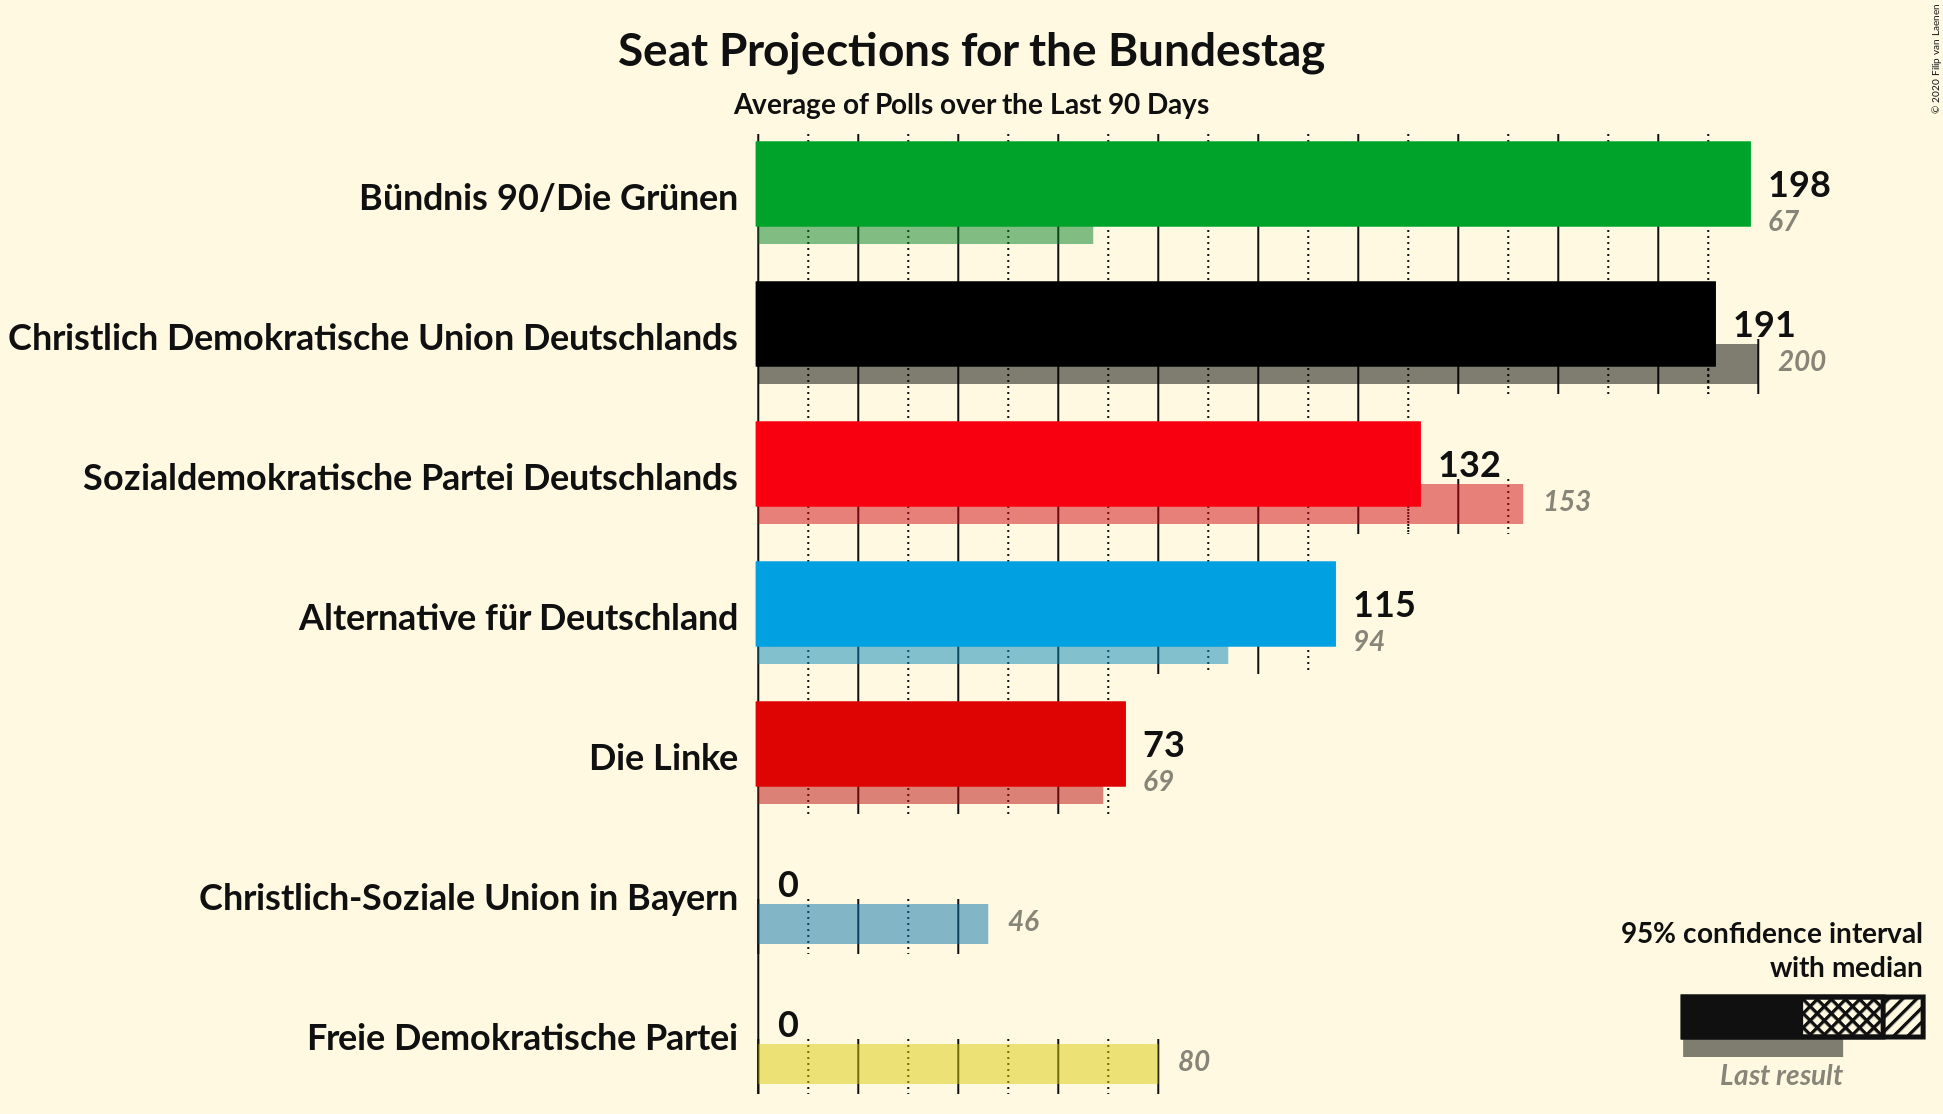 Seat Projections for the Bundestag
Average of Polls over the Last 90 Days
© 2020 Filip van Laenen
Bündnis 90/Die Grünen
198
67
Christlich Demokratische Union Deutschlands
191
200
Sozialdemokratische Partei Deutschlands
132
153
Alternative für Deutschland
115
94
Die Linke
73
69
Christlich-Soziale Union in Bayern
0
46
Freie Demokratische Partei
0
80
95% confidence interval
with median
Last result